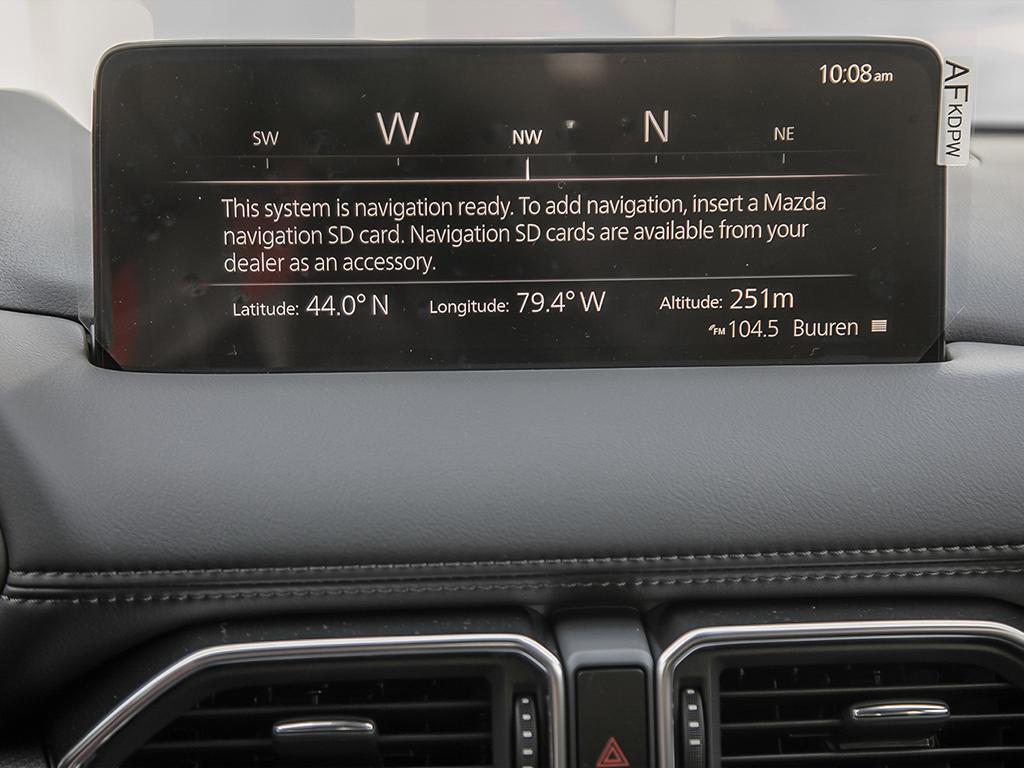 10:08am
AFKDPW
SW W NW N NE
This system is navigation ready. To add navigation, insert a Mazda
navigation SD card. Navigation SD cards are available from your
dealer as an accessory.
Latitude: 44.0° N Longitude: 79.4° W Altitude: 251m
FM 104.5 Buuren